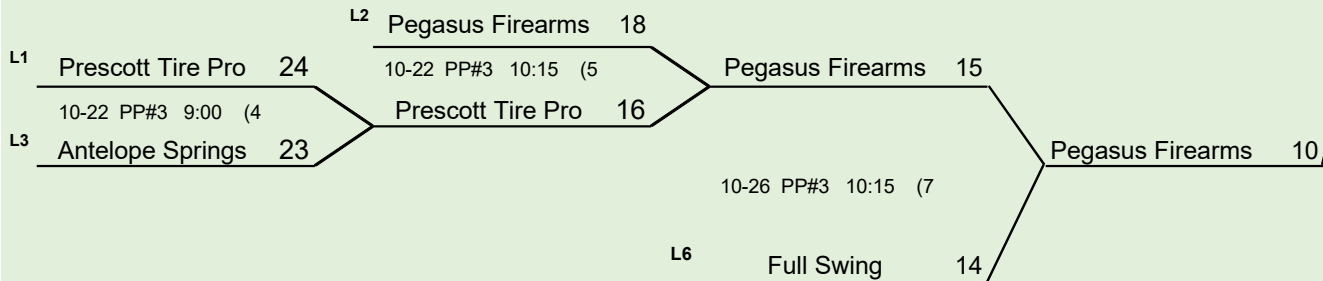 L2 Pegasus Firearms 18
L1 Prescott Tire Pro 24
10-22 PP#3 10:15 (5
Pegasus Firearms 15
10-22 PP#3 9:00 (4
Prescott Tire Pro 16
L3 Antelope Springs 23
Pegasus Firearms 10
10-26 PP#3 10:15 (7
L6 Full Swing 14